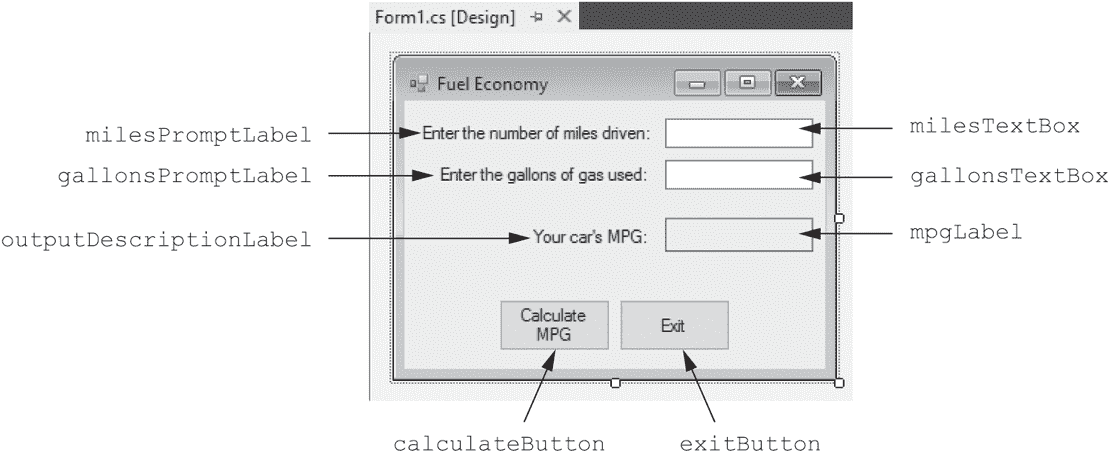 Form1.cs [Design]
Fuel Economy
milesPromptLabel
Enter the number of miles driven:
milesTextBox
gallonsPromptLabel
Enter the gallons of gas used:
gallonsTextBox
outputDescriptionLabel
Your car's MPG:
mpgLabel
Calculate
MPG
Exit
calculateButton
exitButton